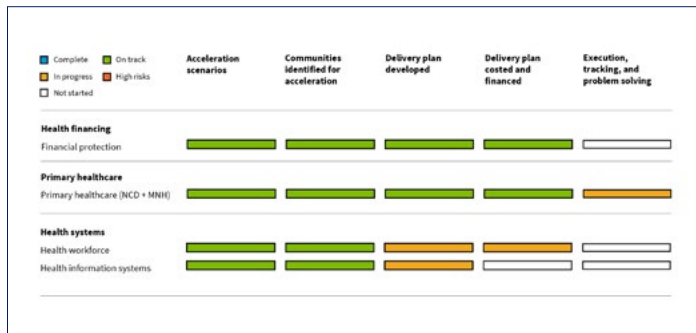 Complete
On track
In progress
High risks
Not started
Acceleration
scenarios
Communities
identified for
acceleration
Delivery plan
developed
Delivery plan
costed and
financed
Execution,
tracking, and
problem solving
Health financing
Financial protection
Primary healthcare
Primary healthcare (NCD + MNH)
Health systems
Health workforce
Health information systems